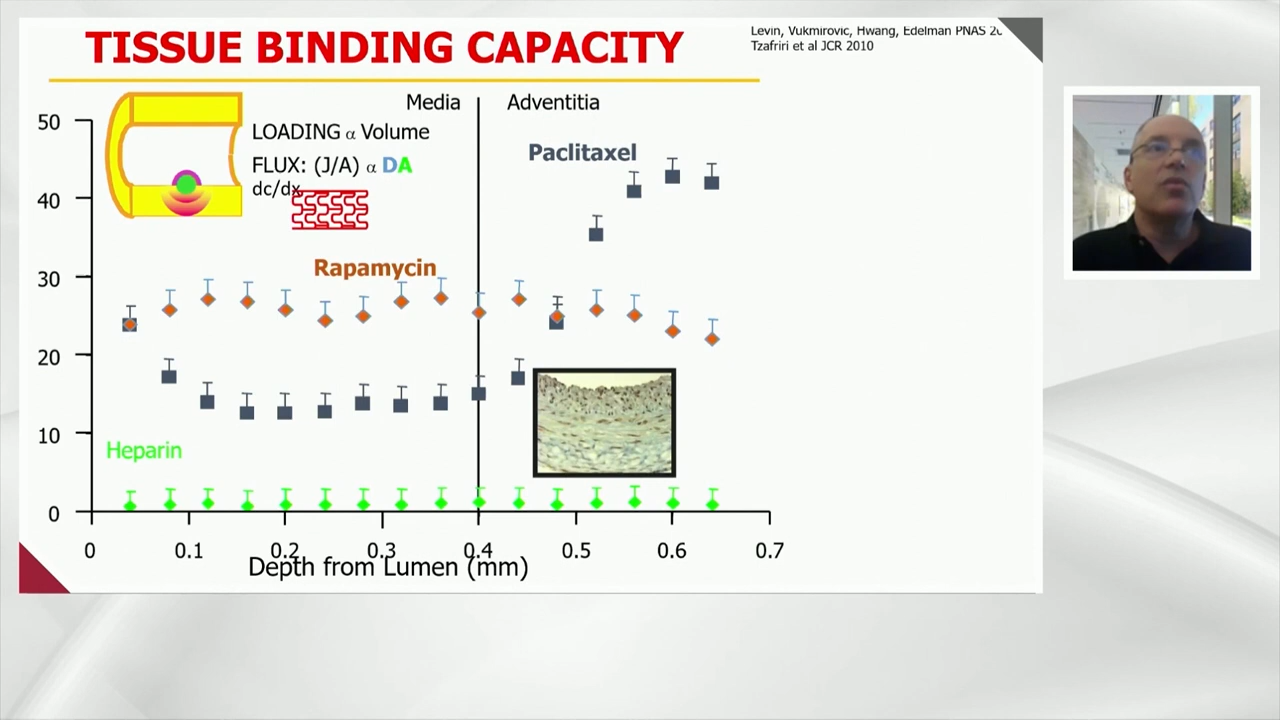 TISSUE BINDING CAPACITY
Levin, Vukmirovic, Hwang, Edelman PNAS
Tzafriri et al JCR 2010
Media
Adventitia
50
LOADING α Volume
FLUX: (J/A) α DA
dc/dx
Paclitaxel
40
Rapamycin
30
20
10
Heparin
0
0 0.1 0.2 0.3 0.4 0.5 0.6 0.7
Depth from Lumen (mm)